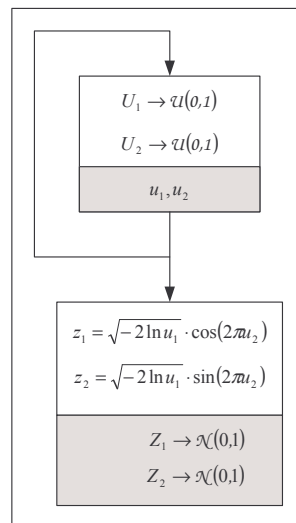 U₁ → 𝒰(0,1)
U₂ → 𝒰(0,1)
u₁,u₂
z₁ = √−2 ln u₁ · cos(2πu₂)
z₂ = √−2 ln u₁ · sin(2πu₂)
Z₁ → 𝒩(0,1)
Z₂ → 𝒩(0,1)